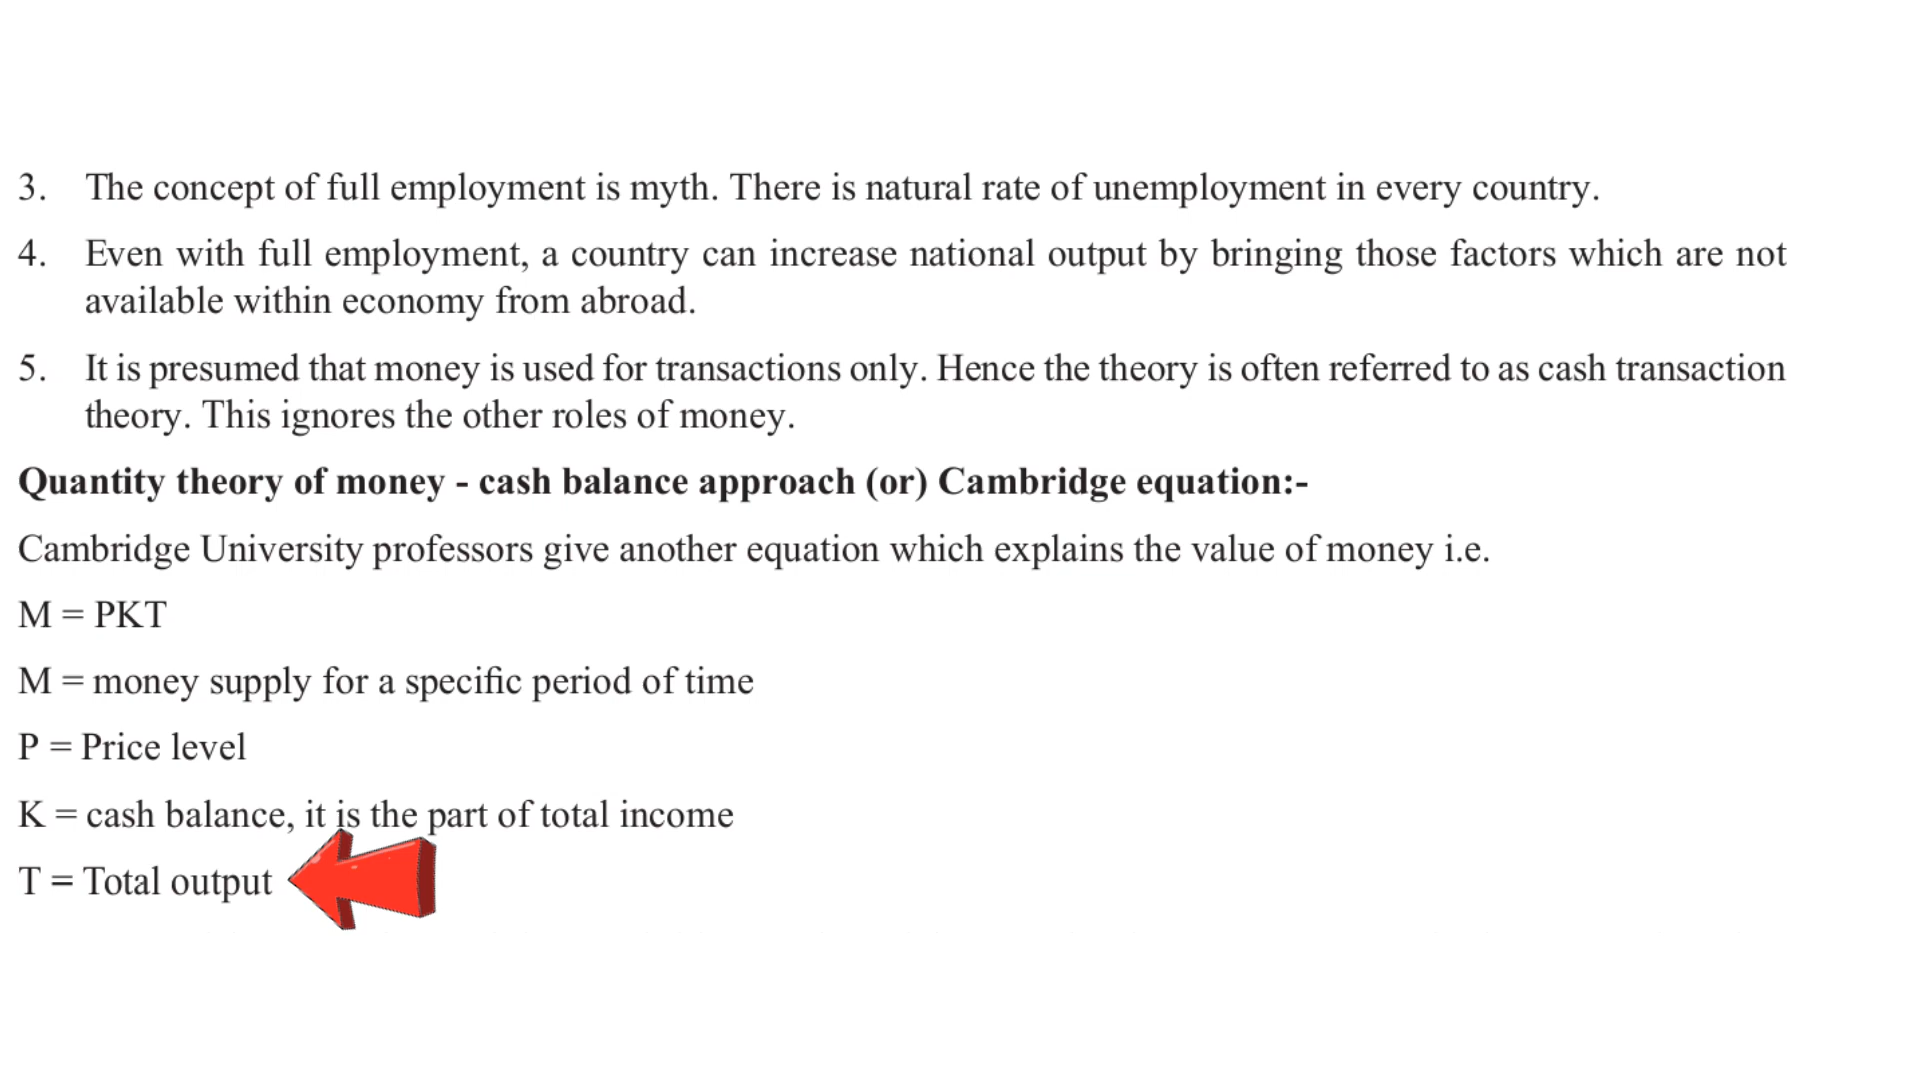 3. The concept of full employment is myth. There is natural rate of unemployment in every country.
4. Even with full employment, a country can increase national output by bringing those factors which are not
available within economy from abroad.
5. It is presumed that money is used for transactions only. Hence the theory is often referred to as cash transaction
theory. This ignores the other roles of money.
Quantity theory of money - cash balance approach (or) Cambridge equation:-
Cambridge University professors give another equation which explains the value of money i.e.
M = PKT
M = money supply for a specific period of time
P = Price level
K = cash balance, it is the part of total income
T = Total output